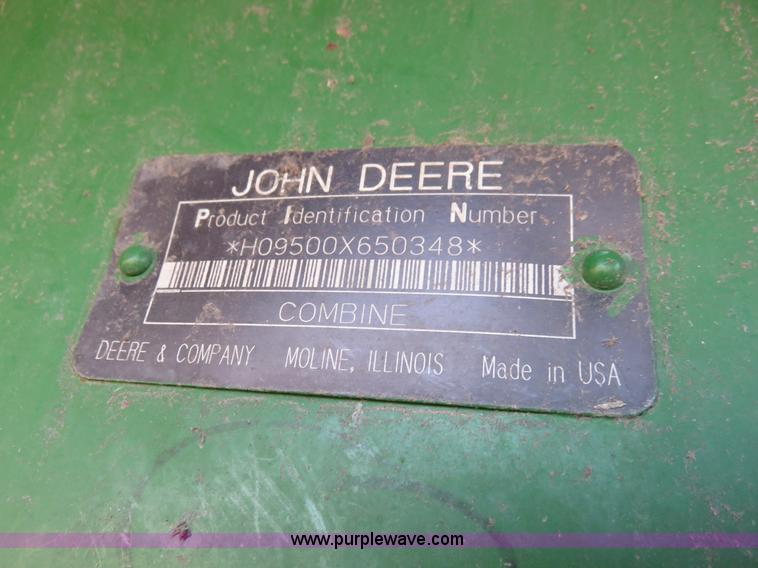 JOHN DEERE
Product Identification Number
*H09500X650348*
COMBINE
DEERE & COMPANY MOLINE, ILLINOIS Made in USA
www.purplewave.com